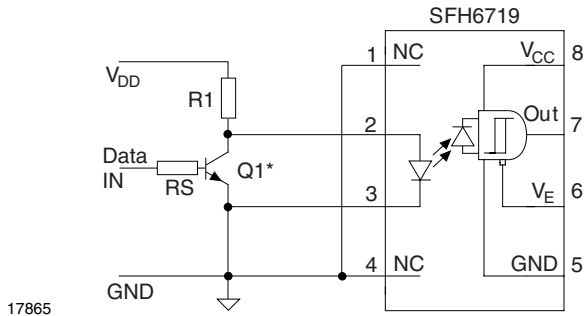 SFH6719
1 NC
V_CC 8
V_DD
R1
Out
2
7
Data
IN
RS
Q1*
3
V_E
6
4 NC
GND 5
GND
17865